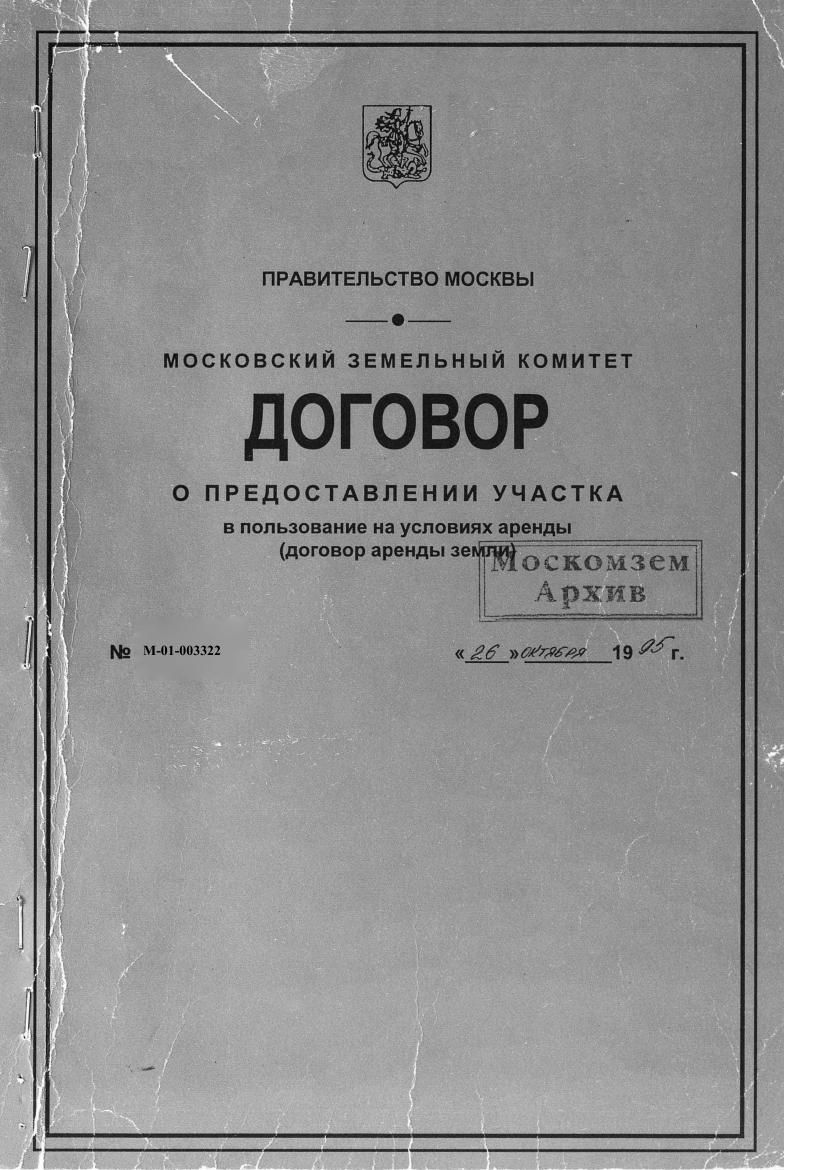 ПРАВИТЕЛЬСТВО МОСКВЫ
МОСКОВСКИЙ ЗЕМЕЛЬНЫЙ КОМИТЕТ
ДОГОВОР
О ПРЕДОСТАВЛЕНИИ УЧАСТКА
в пользование на условиях аренды
(договор аренды земли)
Москомзем
Архив
№ М-01-003322 «26» октября 1995 г.